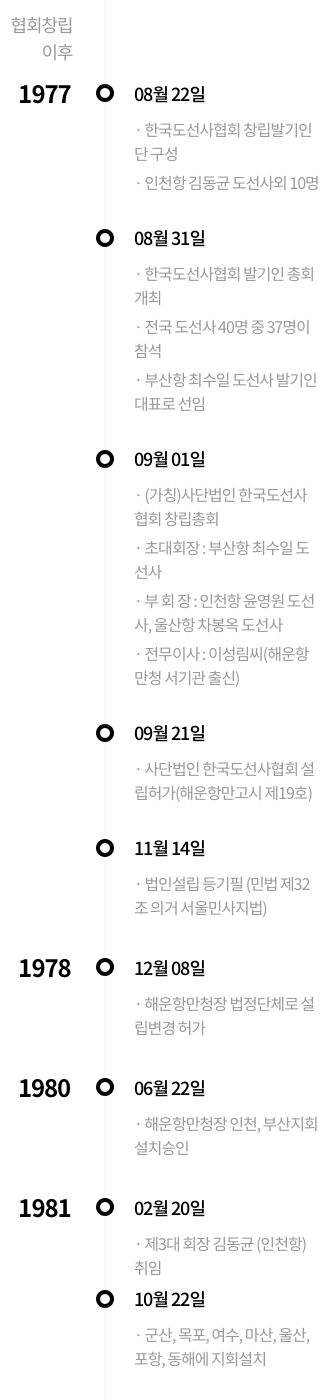 협회창립
이후
1977
08월 22일
· 한국도선사협회 창립발기인
단 구성
· 인천항 김동균 도선사외 10명
08월 31일
· 한국도선사협회 발기인 총회
개최
· 전국 도선사 40명 중 37명이
참석
· 부산항 최수일 도선사 발기인
대표로 선임
09월 01일
· (가칭)사단법인 한국도선사
협회 창립총회
· 초대회장 : 부산항 최수일 도
선사
· 부 회 장 : 인천항 윤영원 도선
사, 울산항 차봉옥 도선사
· 전무이사 : 이성림씨(해운항
만청 서기관 출신)
09월 21일
· 사단법인 한국도선사협회 설
립허가(해운항만고시 제19호)
11월 14일
· 법인설립 등기필 (민법 제32
조 의거 서울민사지법)
1978
12월 08일
· 해운항만청장 법정단체로 설
립변경 허가
1980
06월 22일
· 해운항만청장 인천, 부산지회
설치승인
1981
02월 20일
· 제3대 회장 김동균 (인천항)
취임
10월 22일
· 군산, 목포, 여수, 마산, 울산,
포항, 동해에 지회설치